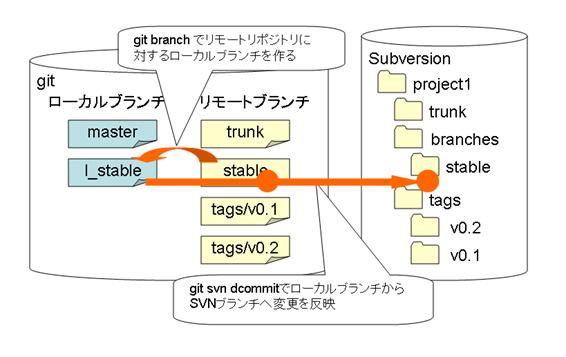 git branch でリモートリポジトリに
対するローカルブランチを作る
git
ローカルブランチ
リモートブランチ
master
trunk
l_stable
stable
tags/v0.1
tags/v0.2
Subversion
project1
trunk
branches
stable
tags
v0.2
v0.1
git svn dcommitでローカルブランチから
SVNブランチへ変更を反映